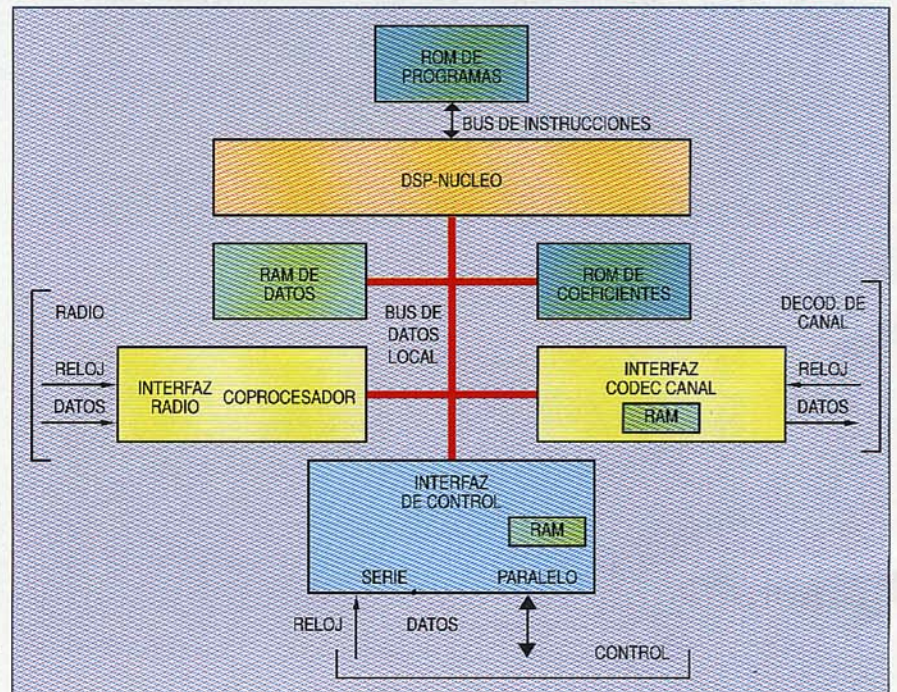 ROM DE
PROGRAMAS
BUS DE INSTRUCCIONES
DSP-NUCLEO
RAM DE
DATOS
ROM DE
COEFICIENTES
BUS DE
DATOS
LOCAL
RADIO
RELOJ
DATOS
INTERFAZ
RADIO
COPROCESADOR
INTERFAZ
CODEC CANAL
RAM
DECOD. DE
CANAL
RELOJ
DATOS
INTERFAZ
DE CONTROL
RAM
SERIE
PARALELO
RELOJ
DATOS
CONTROL